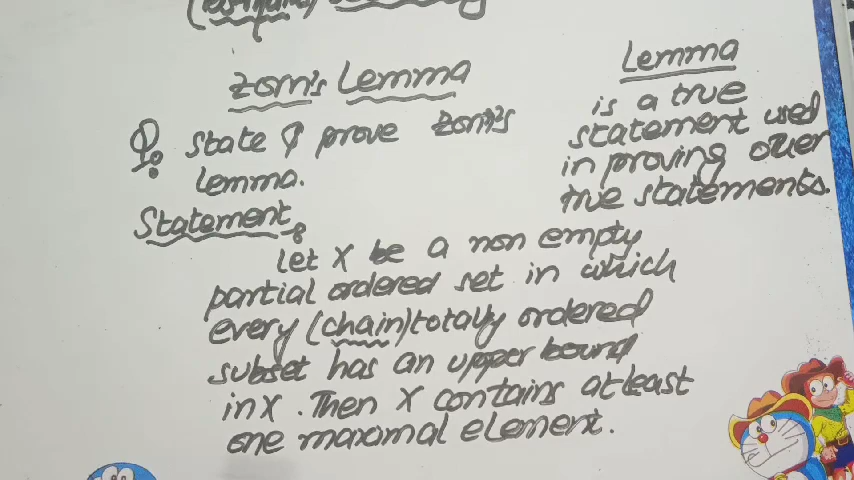 Zorn's Lemma
Q. State & prove Zorn's
lemma.
Statement:
Let X be a non empty
partial ordered set in which
every (chain) totally ordered
subset has an upper bound
in X. Then X contains atleast
one maximal element.
Lemma
is a true
statement used
in proving other
true statements.